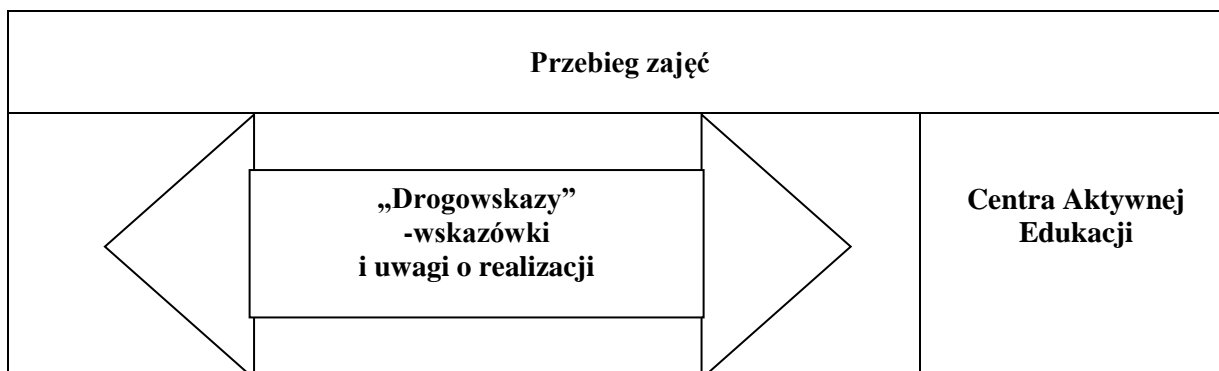 Przebieg zajęć
„Drogowskazy”
-wskazówki
i uwagi o realizacji
Centra Aktywnej
Edukacji